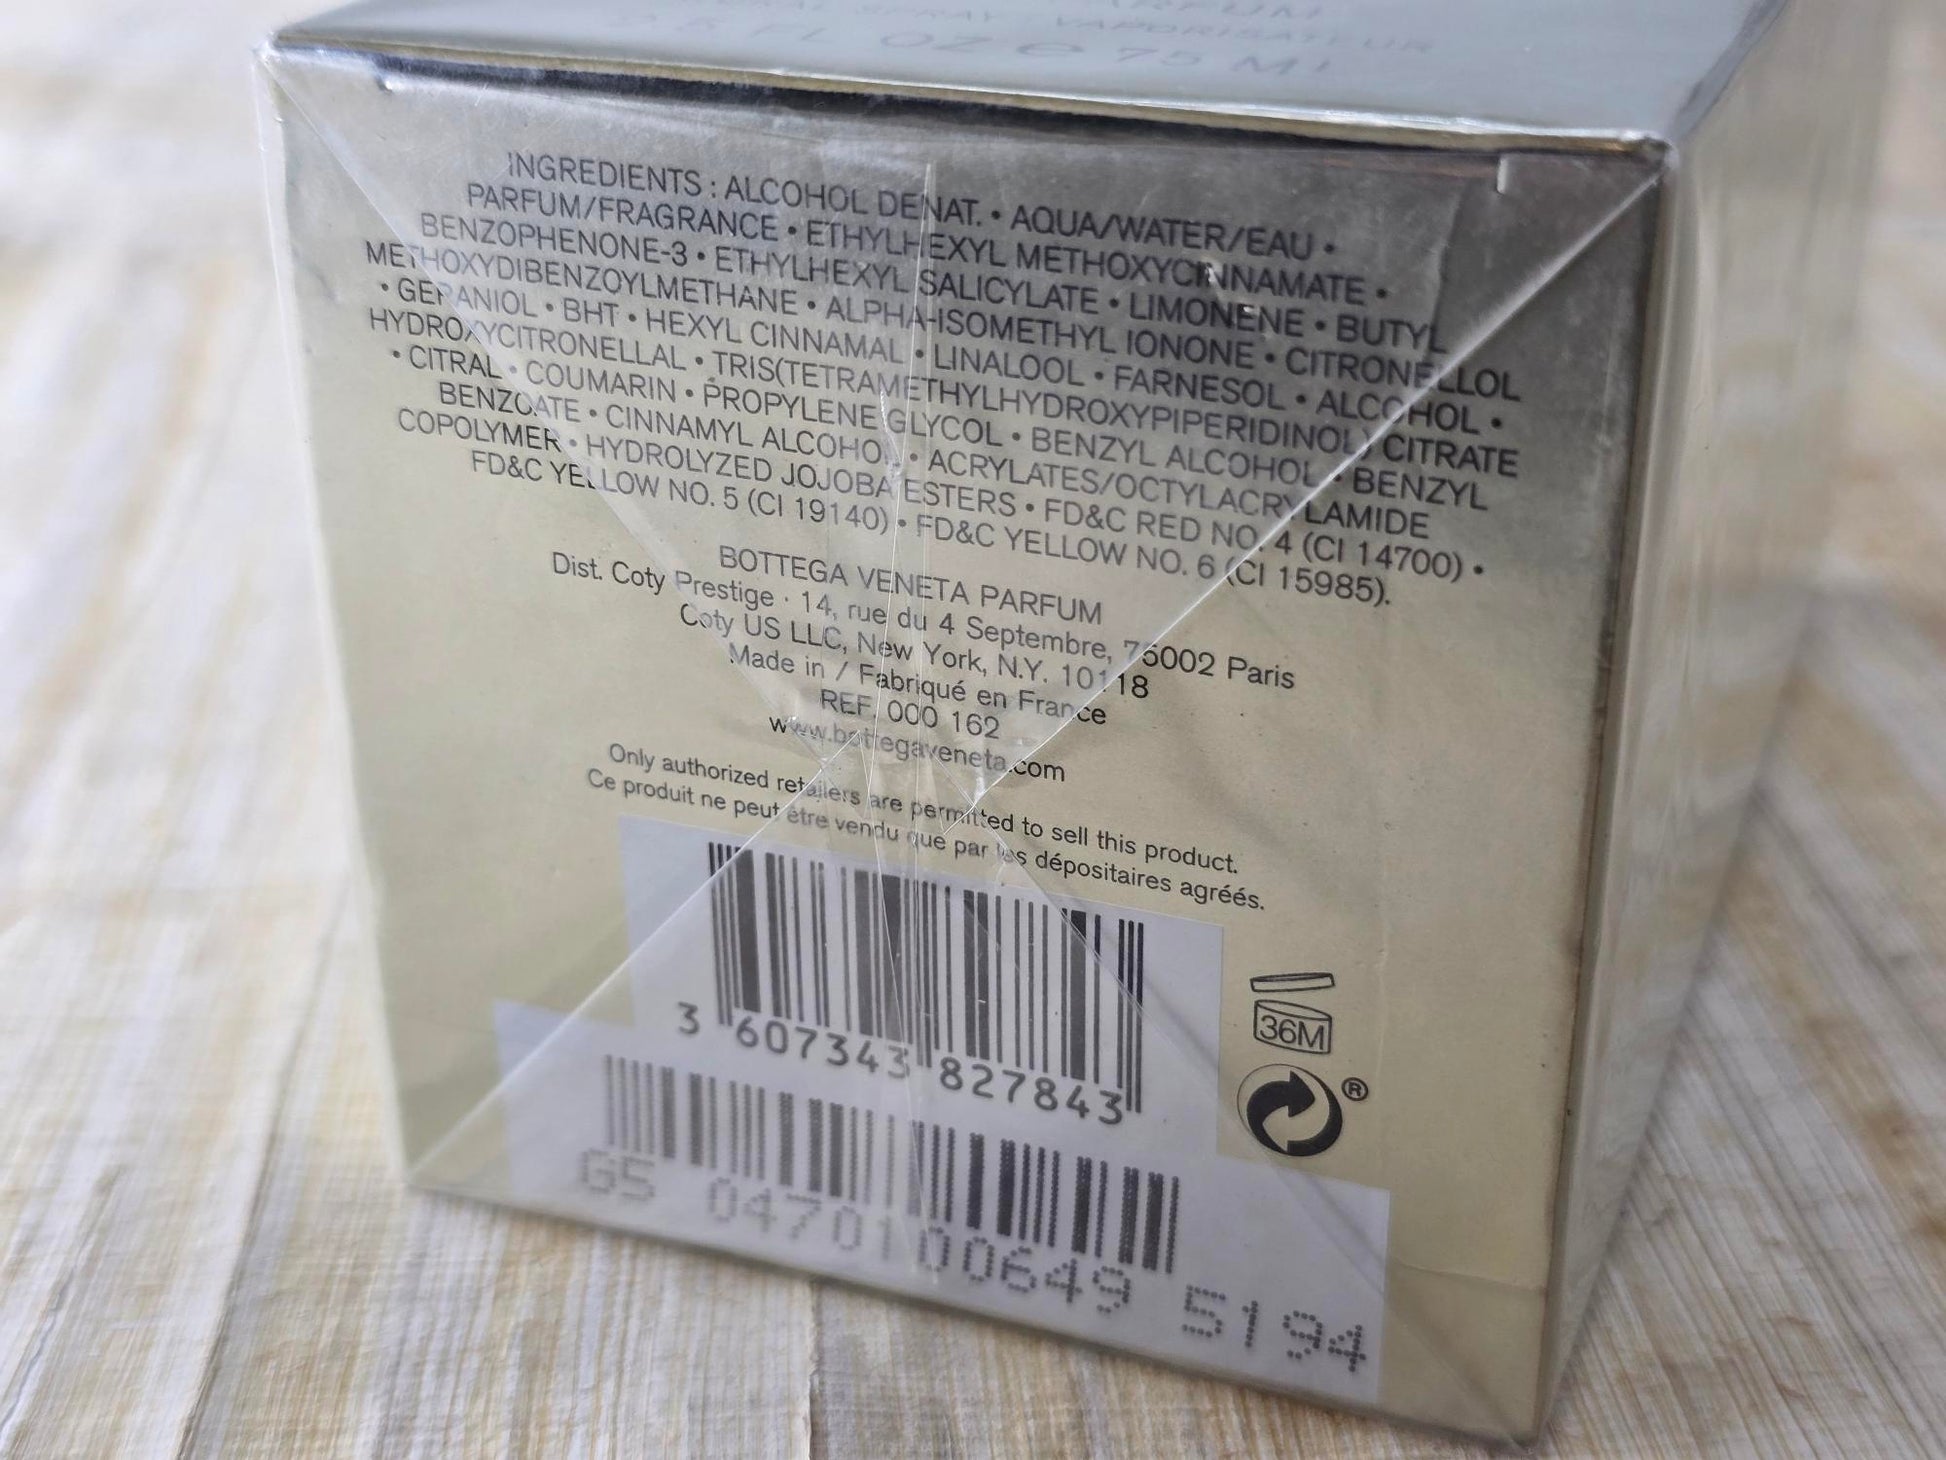 VAPORISATEUR
FL OZ e 75 ML
INGREDIENTS : ALCOHOL DENAT. • AQUA/WATER/EAU •
PARFUM/FRAGRANCE • ETHYLHEXYL METHOXYCINNAMATE •
BENZOPHENONE-3 • ETHYLHEXYL SALICYLATE • LIMONENE • BUTYL
METHOXYDIBENZOYLMETHANE • ALPHA-ISOMETHYL IONONE • CITRONELLOL
• GERANIOL • BHT • HEXYL CINNAMAL • LINALOOL • FARNESOL • ALCOHOL •
HYDROXYCITRONELLAL • TRIS(TETRAMETHYLHYDROXYPIPERIDINOL) CITRATE
• CITRAL • COUMARIN • PROPYLENE GLYCOL • BENZYL ALCOHOL • BENZYL
BENZOATE • CINNAMYL ALCOHOL • ACRYLATES/OCTYLACRYLAMIDE
COPOLYMER • HYDROLYZED JOJOBA ESTERS • FD&C RED NO. 4 (CI 14700) •
FD&C YELLOW NO. 5 (CI 19140) • FD&C YELLOW NO. 6 (CI 15985).
BOTTEGA VENETA PARFUM
Dist. Coty Prestige · 14, rue du 4 Septembre, 75002 Paris
Coty US LLC, New York, N.Y. 10118
Made in / Fabriqué en France
REF. 000 162
www.bottegaveneta.com
Only authorized retailers are permitted to sell this product.
Ce produit ne peut être vendu que par les dépositaires agréés.
3 607343 827843
36M
®
G5 0470100649 5194